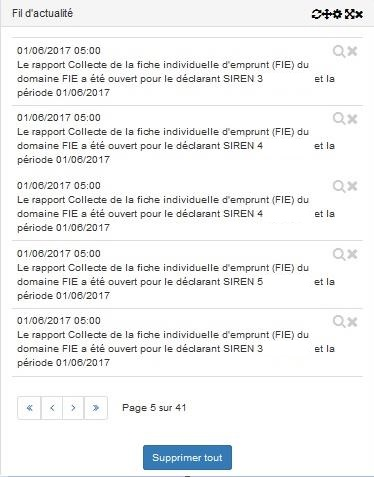 Fil d'actualité
01/06/2017 05:00
Le rapport Collecte de la fiche individuelle d'emprunt (FIE) du
domaine FIE a été ouvert pour le déclarant SIREN 3 et la
période 01/06/2017
01/06/2017 05:00
Le rapport Collecte de la fiche individuelle d'emprunt (FIE) du
domaine FIE a été ouvert pour le déclarant SIREN 4 et la
période 01/06/2017
01/06/2017 05:00
Le rapport Collecte de la fiche individuelle d'emprunt (FIE) du
domaine FIE a été ouvert pour le déclarant SIREN 4 et la
période 01/06/2017
01/06/2017 05:00
Le rapport Collecte de la fiche individuelle d'emprunt (FIE) du
domaine FIE a été ouvert pour le déclarant SIREN 5 et la
période 01/06/2017
01/06/2017 05:00
Le rapport Collecte de la fiche individuelle d'emprunt (FIE) du
domaine FIE a été ouvert pour le déclarant SIREN 3 et la
période 01/06/2017
« ‹ › » Page 5 sur 41
Supprimer tout